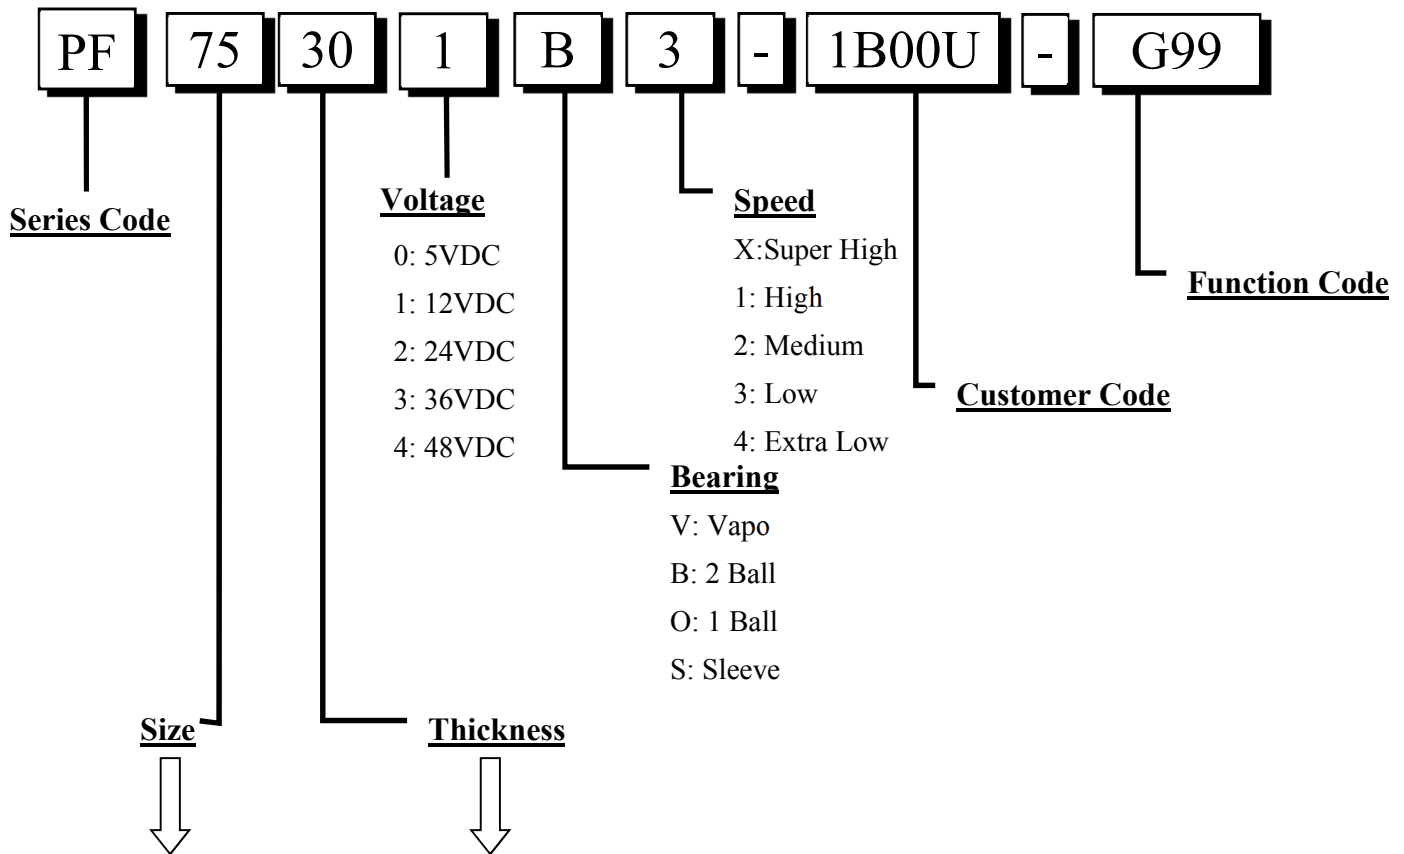 PF 75 30 1 B 3 - 1B00U - G99
Series Code
Voltage
0: 5VDC
1: 12VDC
2: 24VDC
3: 36VDC
4: 48VDC
Speed
X:Super High
1: High
2: Medium
3: Low
4: Extra Low
Function Code
Customer Code
Bearing
V: Vapo
B: 2 Ball
O: 1 Ball
S: Sleeve
Size
Thickness